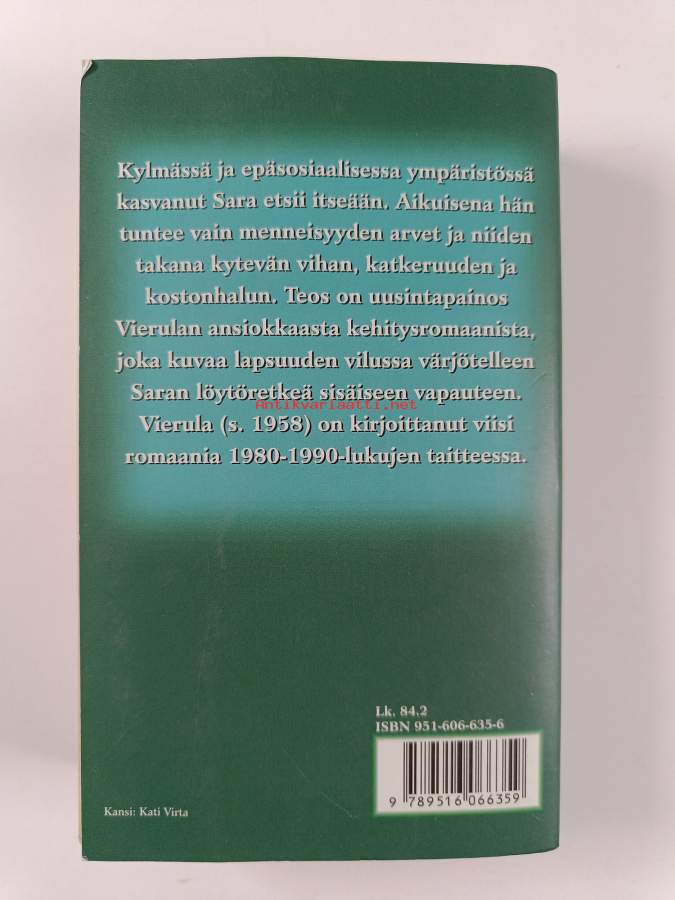 Kylmässä ja epäsosiaalisessa ympäristössä
kasvanut Sara etsii itseään. Aikuisena hän
tuntee vain menneisyyden arvet ja niiden
takana kytevän vihan, katkeruuden ja
kostonhalun. Teos on uusintapainos
Vierulan ansiokkaasta kehitysromaanista,
joka kuvaa lapsuuden vilussa värjötelleen
Saran löytöretkeä sisäiseen vapauteen.
Antikvariaatti.net
Vierula (s. 1958) on kirjoittanut viisi
romaania 1980-1990-lukujen taitteessa.
Lk. 84.2
ISBN 951-606-635-6
9 789516 066359
Kansi: Kati Virta